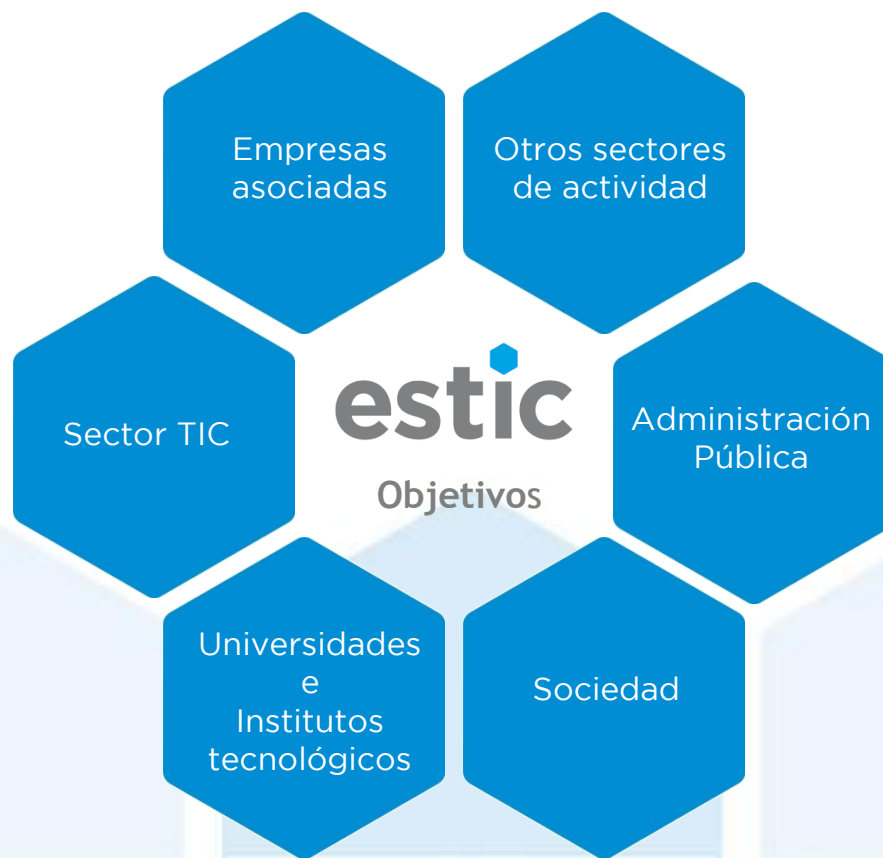 Empresas
asociadas
Otros sectores
de actividad
Sector TIC
estic
Objetivos
Administración
Pública
Universidades
e
Institutos
tecnológicos
Sociedad